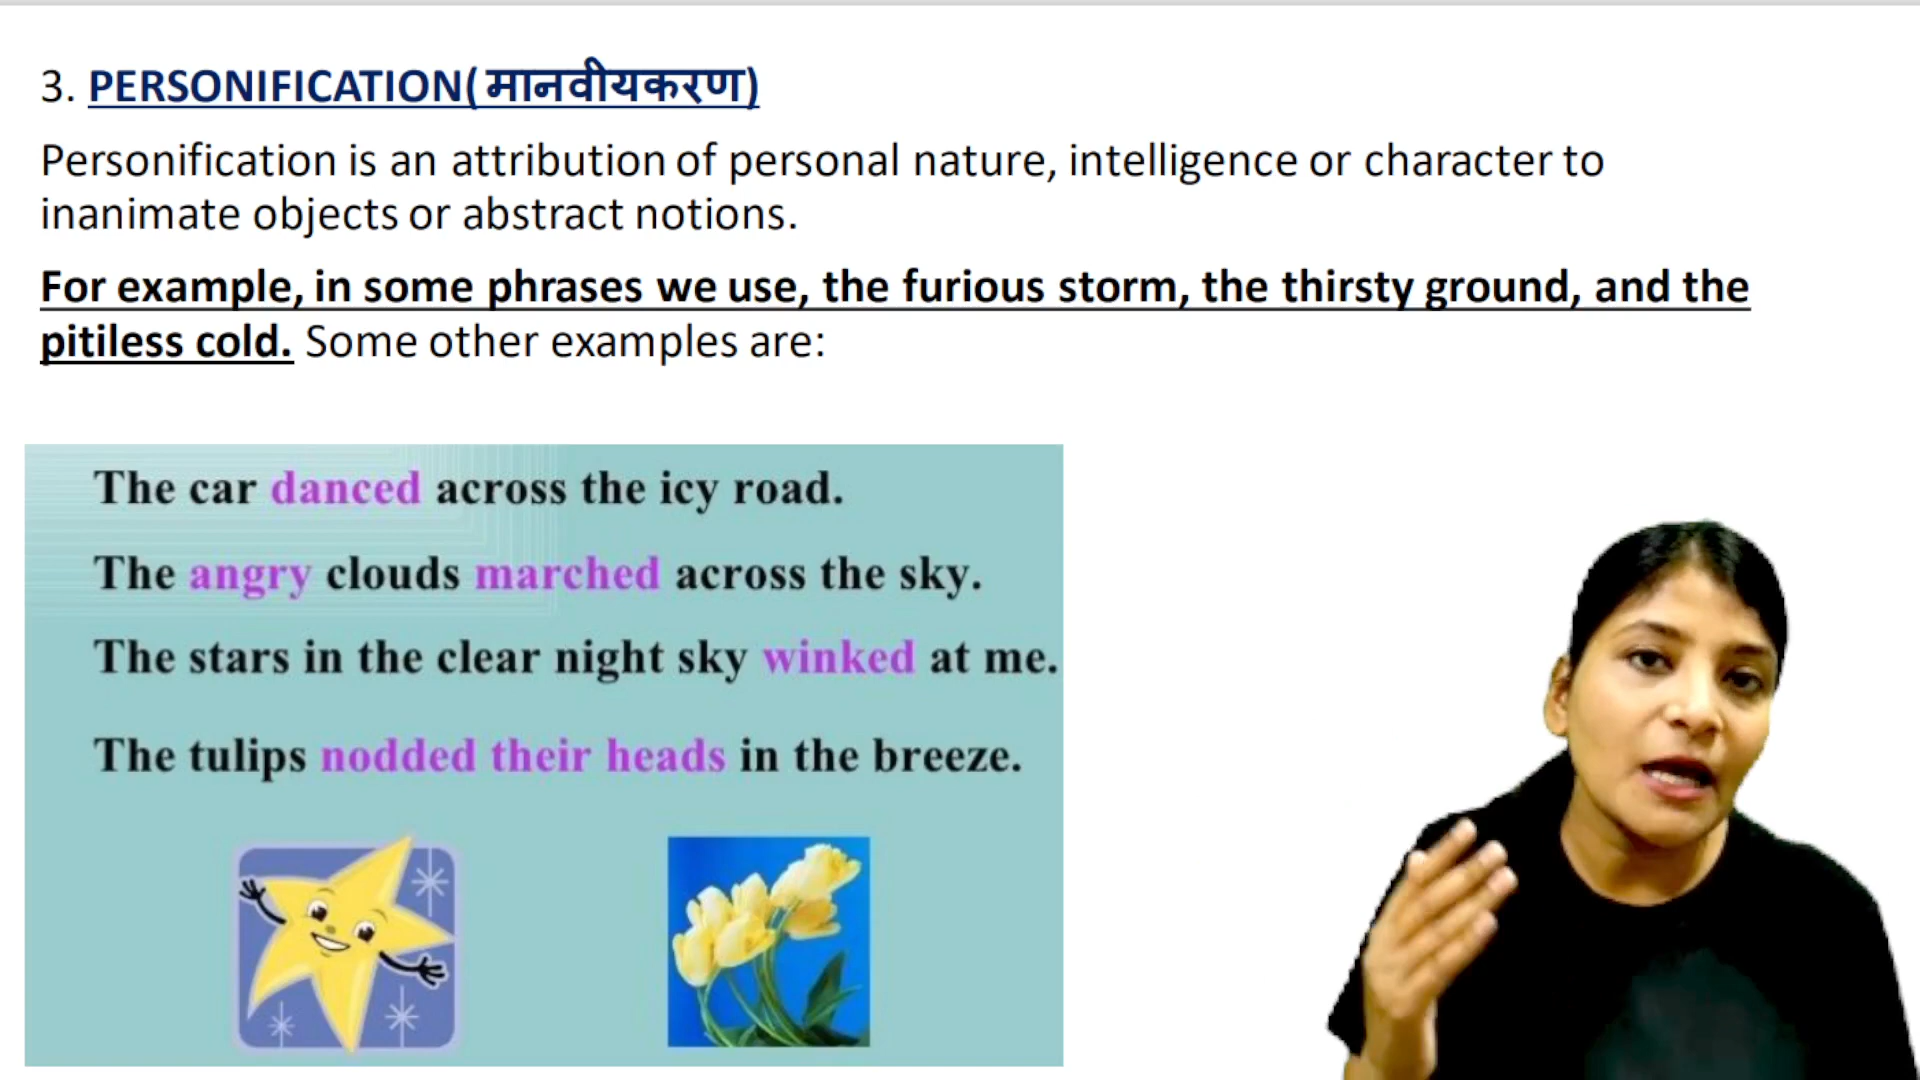 3. PERSONIFICATION(मानवीयकरण)
Personification is an attribution of personal nature, intelligence or character to
inanimate objects or abstract notions.
For example, in some phrases we use, the furious storm, the thirsty ground, and the
pitiless cold. Some other examples are:
The car danced across the icy road.
The angry clouds marched across the sky.
The stars in the clear night sky winked at me.
The tulips nodded their heads in the breeze.